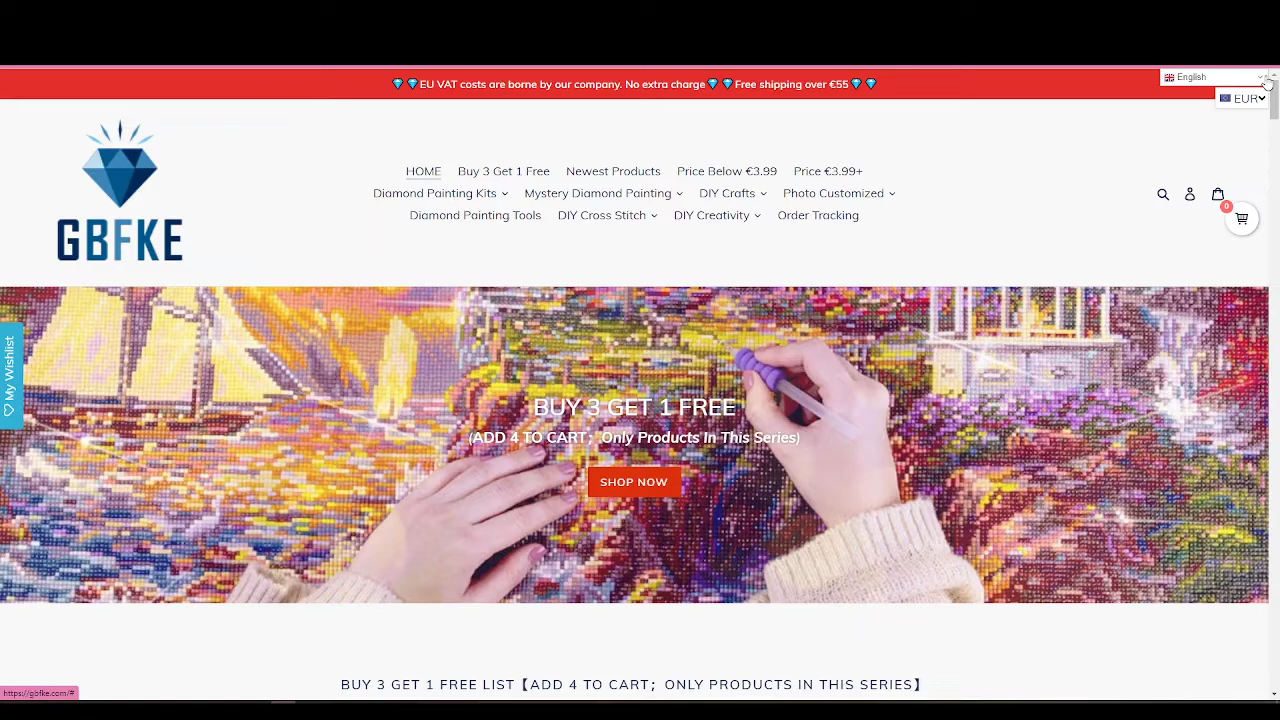 💎 💎EU VAT costs are borne by our company. No extra charge💎 💎Free shipping over €55💎 💎
English
EUR
GBFKE
HOME Buy 3 Get 1 Free Newest Products Price Below €3.99 Price €3.99+
Diamond Painting Kits Mystery Diamond Painting DIY Crafts Photo Customized
Diamond Painting Tools DIY Cross Stitch DIY Creativity Order Tracking
0
My Wishlist
BUY 3 GET 1 FREE
(ADD 4 TO CART；Only Products In This Series)
SHOP NOW
BUY 3 GET 1 FREE LIST【ADD 4 TO CART；ONLY PRODUCTS IN THIS SERIES】
https://gbfke.com/#